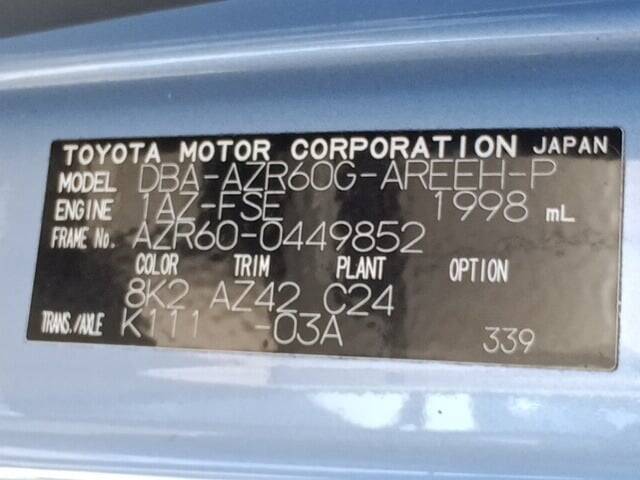 TOYOTA MOTOR CORPORATION JAPAN
MODEL DBA-AZR60G-AREEH-P
ENGINE 1AZ-FSE 1998 mL
FRAME No. AZR60-0449852
COLOR TRIM PLANT OPTION
8K2 AZ42 C24
TRANS./AXLE K111 -03A 339